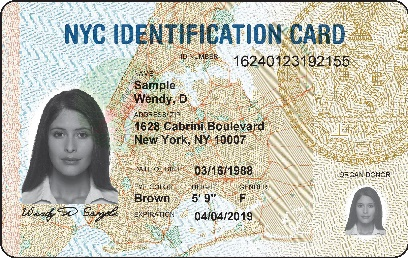 NYC IDENTIFICATION CARD
ID NUMBER 16240123192155
NAME
Sample
Wendy, D
ADDRESS/ZIP
1628 Cabrini Boulevard
New York, NY 10007
DATE OF BIRTH 03/16/1988
EYE COLOR HEIGHT GENDER
Brown 5' 9" F
EXPIRATION 04/04/2019
ORGAN DONOR
Wendy D Sample